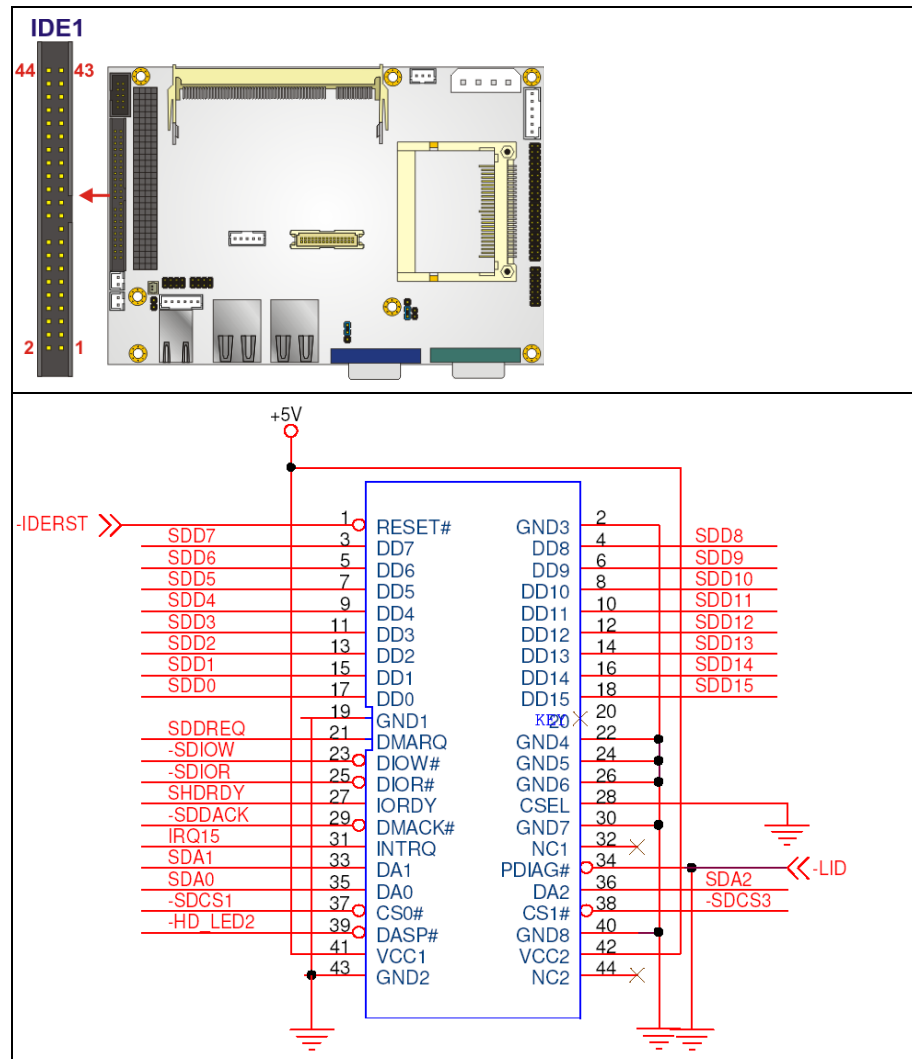 IDE1
44 43
2 1
+5V
-IDERST 1 RESET# GND3 2
SDD7 3 DD7 DD8 4 SDD8
SDD6 5 DD6 DD9 6 SDD9
SDD5 7 DD5 DD10 8 SDD10
SDD4 9 DD4 DD11 10 SDD11
SDD3 11 DD3 DD12 12 SDD12
SDD2 13 DD2 DD13 14 SDD13
SDD1 15 DD1 DD14 16 SDD14
SDD0 17 DD0 DD15 18 SDD15
19 GND1 KEY 20 20
SDDREQ 21 DMARQ GND4 22
-SDIOW 23 DIOW# GND5 24
-SDIOR 25 DIOR# GND6 26
SHDRDY 27 IORDY CSEL 28
-SDDACK 29 DMACK# GND7 30
IRQ15 31 INTRQ NC1 32
SDA1 33 DA1 PDIAG# 34 -LID
SDA0 35 DA0 DA2 36 SDA2
-SDCS1 37 CS0# CS1# 38 -SDCS3
-HD_LED2 39 DASP# GND8 40
41 VCC1 VCC2 42
43 GND2 NC2 44